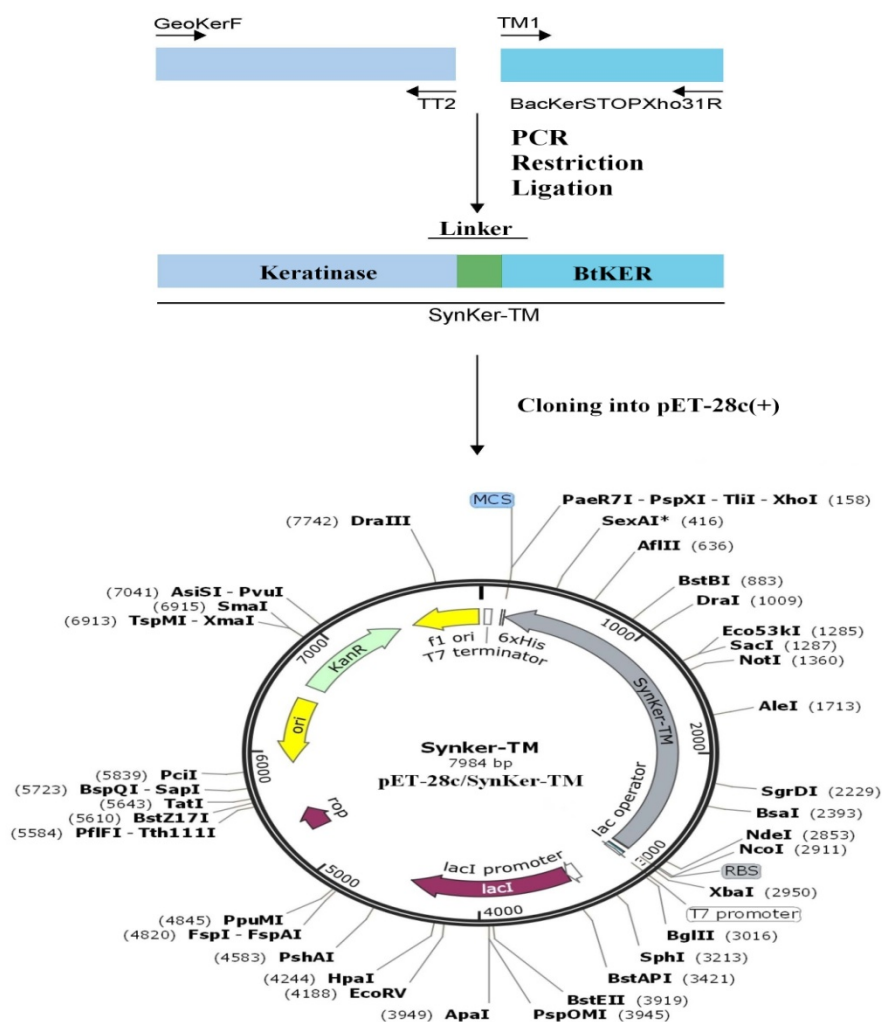 GeoKerF
TM1
TT2
BacKerSTOPXho31R
PCR
Restriction
Ligation
Linker
Keratinase
BtKER
SynKer-TM
Cloning into pET-28c(+)
MCS
PaeR7I - PspXI - TliI - XhoI (158)
(7742) DraIII
SexAI* (416)
AflII (636)
(7041) AsiSI - PvuI
(6915) SmaI
(6913) TspMI - XmaI
BstBI (883)
DraI (1009)
Eco53kI (1285)
SacI (1287)
NotI (1360)
AleI (1713)
SgrDI (2229)
BsaI (2393)
NdeI (2853)
NcoI (2911)
RBS
XbaI (2950)
T7 promoter
BglII (3016)
SphI (3213)
BstAPI (3421)
BstEII (3919)
PspOMI (3945)
(3949) ApaI
(4188) EcoRV
(4244) HpaI
(4583) PshAI
(4820) FspI - FspAI
(4845) PpuMI
(5584) PflFI - Tth111I
(5610) BstZ17I
(5643) TatI
(5723) BspQI - SapI
(5839) PciI
f1 ori
6xHis
T7 terminator
KanR
ori
rop
lacI promoter
lacI
lac operator
SynKer-TM
1000
2000
3000
4000
5000
6000
7000
Synker-TM
7984 bp
pET-28c/SynKer-TM